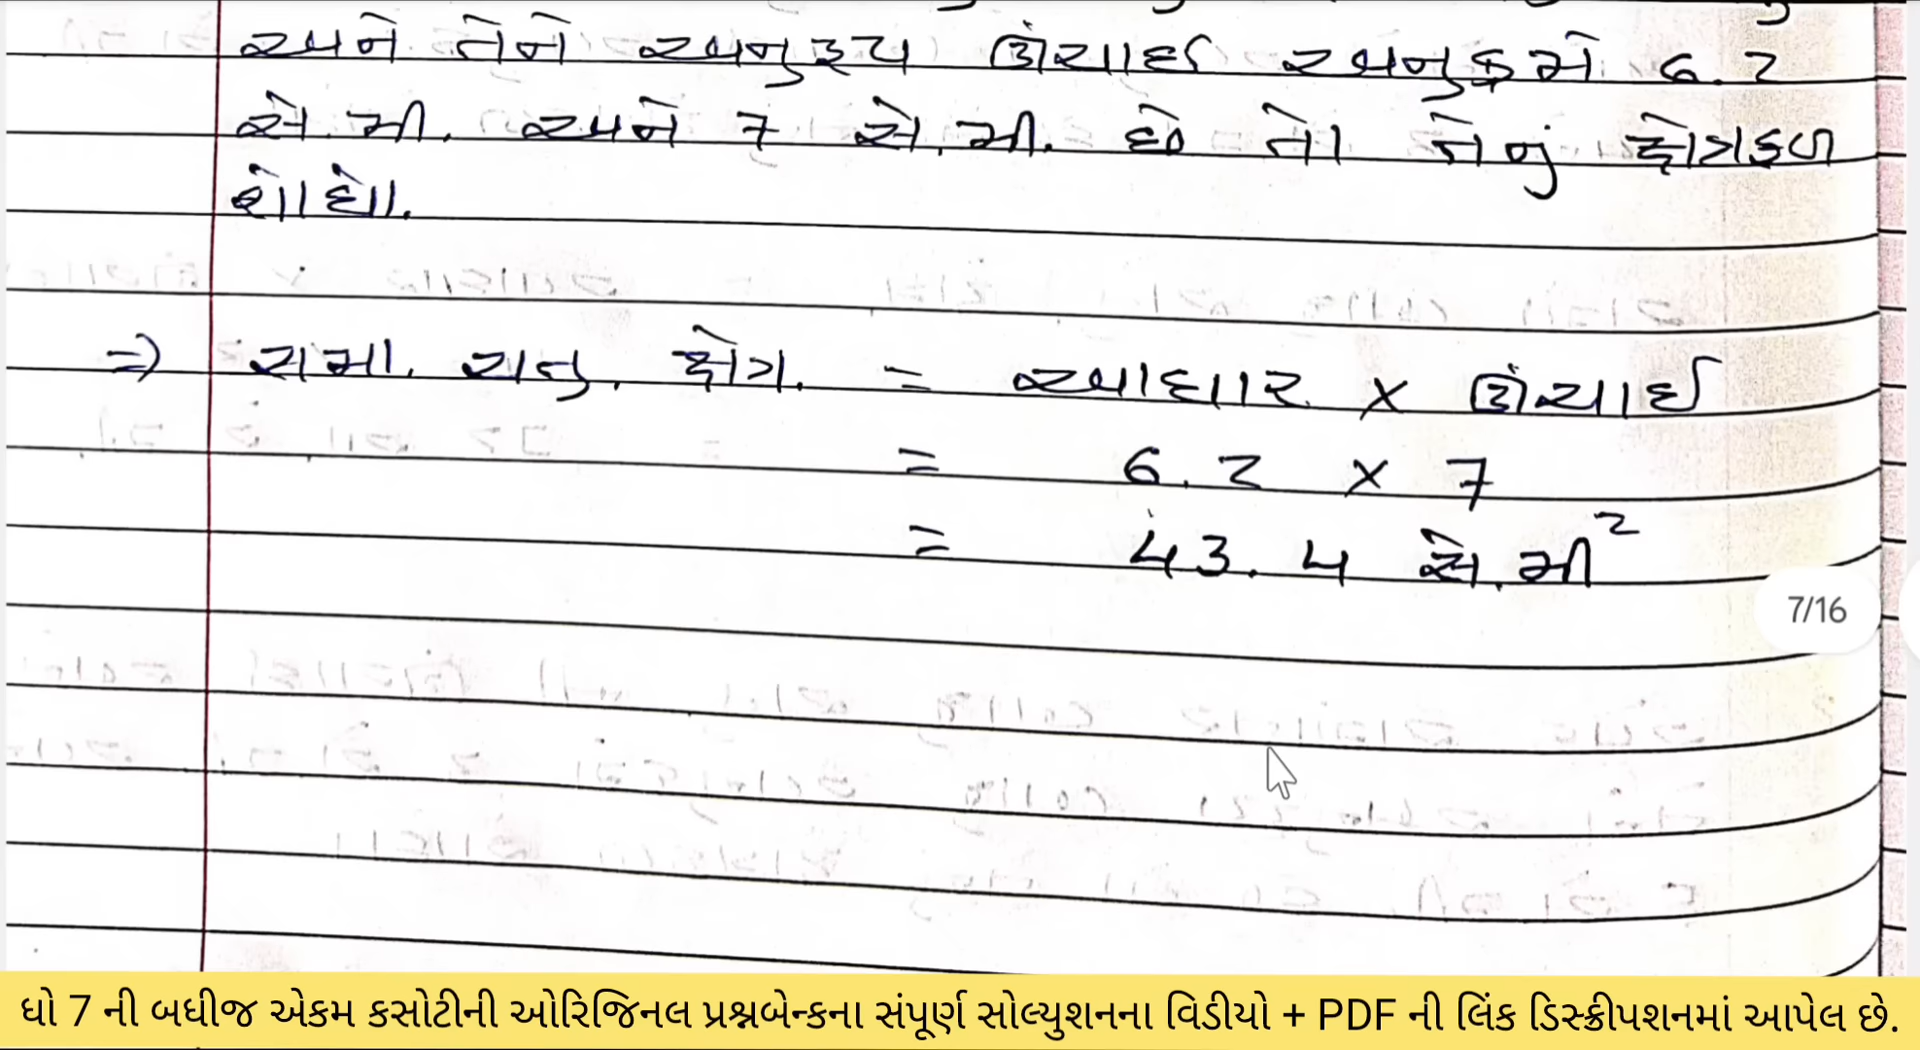 અને તેને અનુરૂપ ઊંચાઈ અનુક્રમે 6.2
સે.મી. અને 7 સે.મી. છે તો તેનું ક્ષેત્રફળ
શોધો.
⇒ સમા. ચતુ. ક્ષેત્ર. = આધાર × ઊંચાઈ
= 6.2 × 7
= 43.4 સે.મી²
7/16
ધો 7 ની બધીજ એકમ કસોટીની ઓરિજિનલ પ્રશ્નબેન્કના સંપૂર્ણ સોલ્યુશનના વિડીયો + PDF ની લિંક ડિસ્ક્રીપશનમાં આપેલ છે.